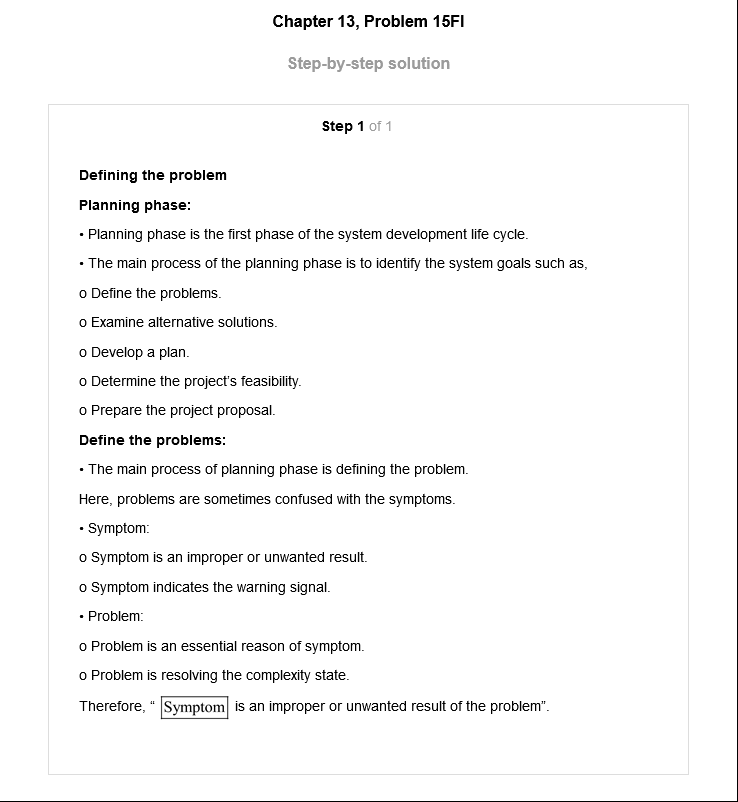 Chapter 13, Problem 15FI
Step-by-step solution
Step 1 of 1
Defining the problem
Planning phase:
• Planning phase is the first phase of the system development life cycle.
• The main process of the planning phase is to identify the system goals such as,
o Define the problems.
o Examine alternative solutions.
o Develop a plan.
o Determine the project's feasibility.
o Prepare the project proposal.
Define the problems:
• The main process of planning phase is defining the problem.
Here, problems are sometimes confused with the symptoms.
• Symptom:
o Symptom is an improper or unwanted result.
o Symptom indicates the warning signal.
• Problem:
o Problem is an essential reason of symptom.
o Problem is resolving the complexity state.
Therefore, “ Symptom is an improper or unwanted result of the problem”.